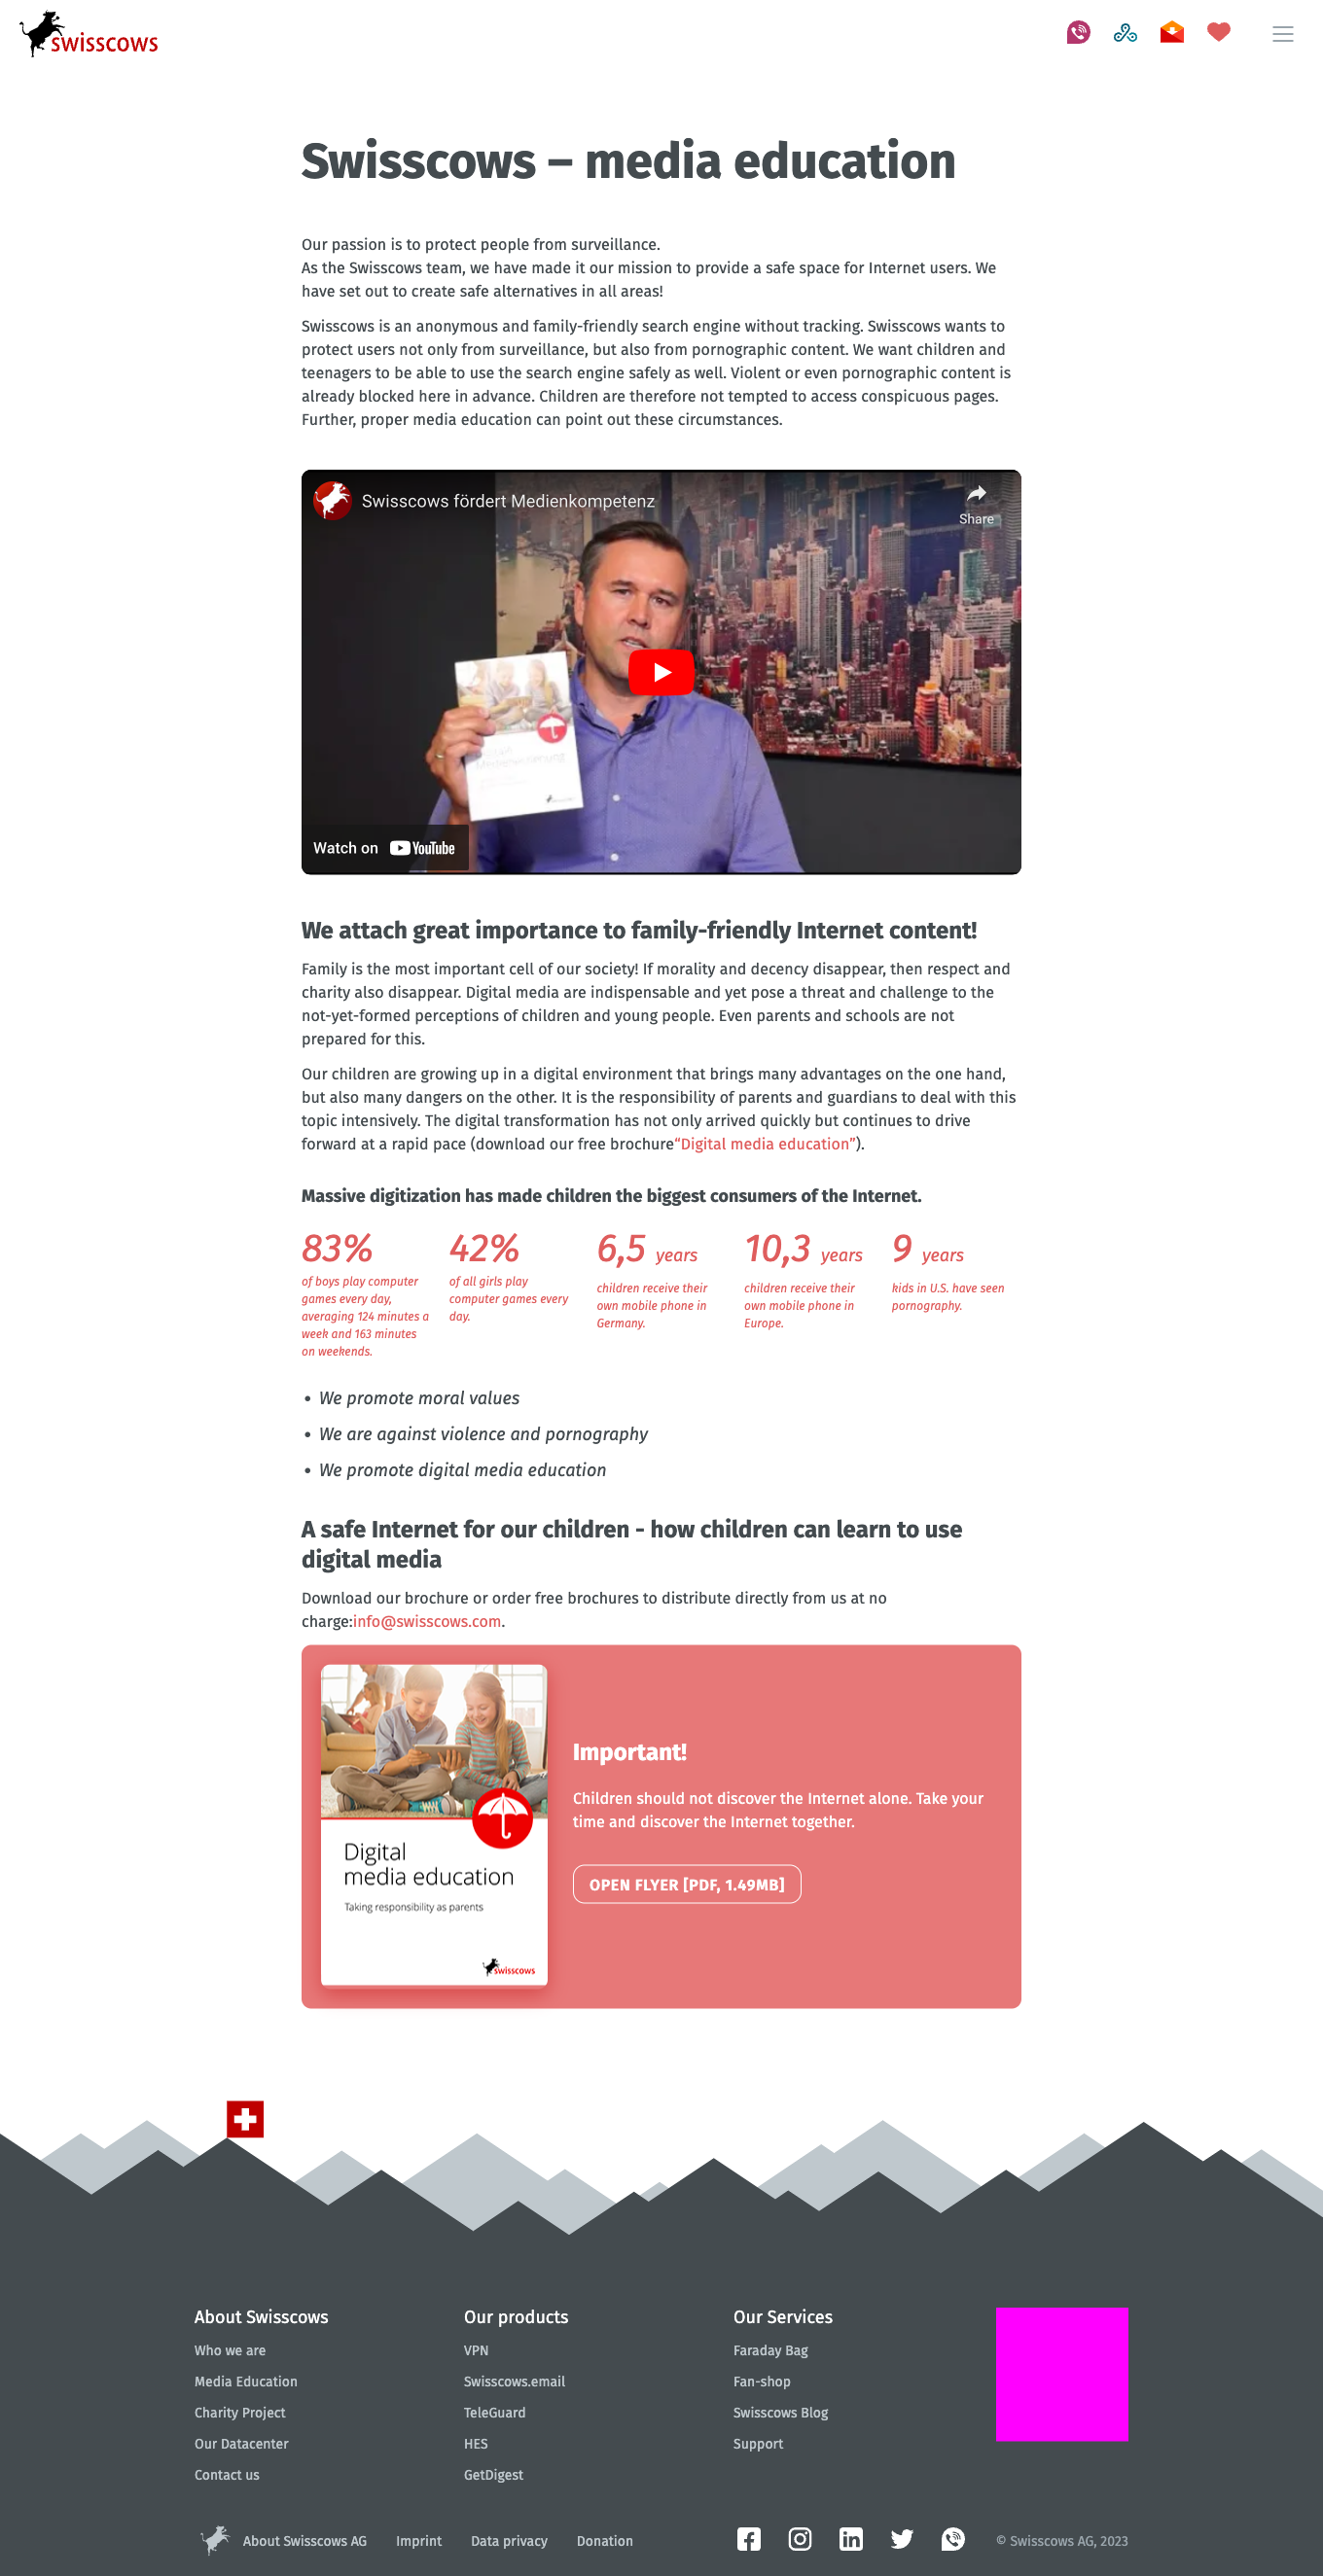 swisscows
Swisscows – media education
Our passion is to protect people from surveillance.
As the Swisscows team, we have made it our mission to provide a safe space for Internet users. We
have set out to create safe alternatives in all areas!
Swisscows is an anonymous and family-friendly search engine without tracking. Swisscows wants to
protect users not only from surveillance, but also from pornographic content. We want children and
teenagers to be able to use the search engine safely as well. Violent or even pornographic content is
already blocked here in advance. Children are therefore not tempted to access conspicuous pages.
Further, proper media education can point out these circumstances.
Swisscows fördert Medienkompetenz
Share
Watch on YouTube
We attach great importance to family-friendly Internet content!
Family is the most important cell of our society! If morality and decency disappear, then respect and
charity also disappear. Digital media are indispensable and yet pose a threat and challenge to the
not-yet-formed perceptions of children and young people. Even parents and schools are not
prepared for this.
Our children are growing up in a digital environment that brings many advantages on the one hand,
but also many dangers on the other. It is the responsibility of parents and guardians to deal with this
topic intensively. The digital transformation has not only arrived quickly but continues to drive
forward at a rapid pace (download our free brochure“Digital media education”).
Massive digitization has made children the biggest consumers of the Internet.
83%
of boys play computer
games every day,
averaging 124 minutes a
week and 163 minutes
on weekends.
42%
of all girls play
computer games every
day.
6,5 years
children receive their
own mobile phone in
Germany.
10,3 years
children receive their
own mobile phone in
Europe.
9 years
kids in U.S. have seen
pornography.
• We promote moral values
• We are against violence and pornography
• We promote digital media education
A safe Internet for our children - how children can learn to use
digital media
Download our brochure or order free brochures to distribute directly from us at no
charge:info@swisscows.com.
Digital
media education
Taking responsibility as parents
swisscows
Important!
Children should not discover the Internet alone. Take your
time and discover the Internet together.
OPEN FLYER [PDF, 1.49MB]
About Swisscows
Who we are
Media Education
Charity Project
Our Datacenter
Contact us
Our products
VPN
Swisscows.email
TeleGuard
HES
GetDigest
Our Services
Faraday Bag
Fan-shop
Swisscows Blog
Support
About Swisscows AG
Imprint
Data privacy
Donation
© Swisscows AG, 2023